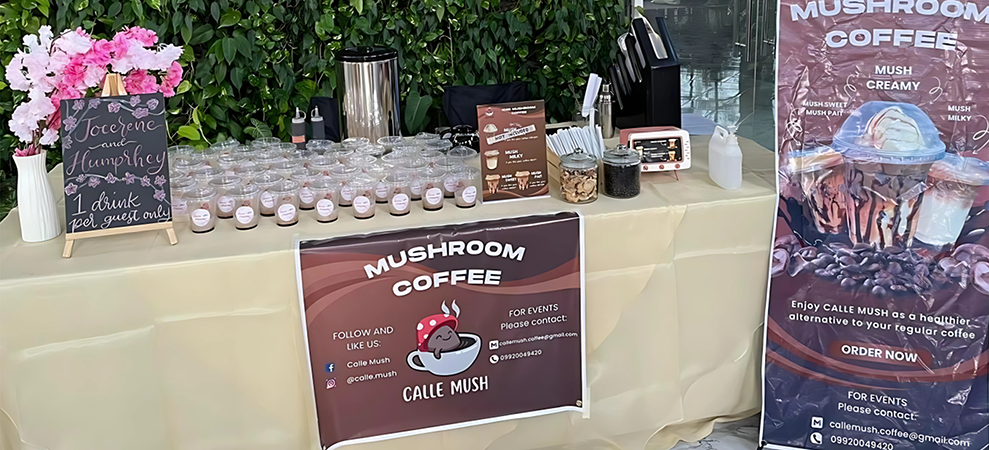 Jocerene
and
Humprhey
1 drink
per guest only
MUSH
MILKY
MUSHROOM
COFFEE
FOLLOW AND
LIKE US:
Calle Mush
@calle.mush
FOR EVENTS
Please contact:
callemush.coffee@gmail.com
09920049420
CALLE MUSH
MUSHROOM
COFFEE
MUSH
CREAMY
MUSH SWEET
MUSH PAIT
MUSH
MILKY
Enjoy CALLE MUSH as a healthier
alternative to your regular coffee
ORDER NOW
FOR EVENTS
Please contact:
callemush.coffee@gmail.com
09920049420